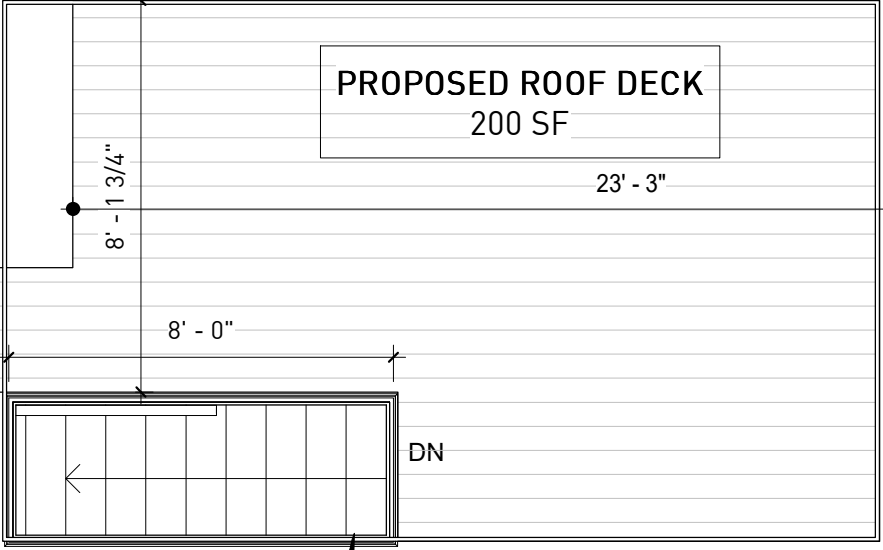 PROPOSED ROOF DECK
200 SF
23' - 3"
8' - 1 3/4"
8' - 0"
DN